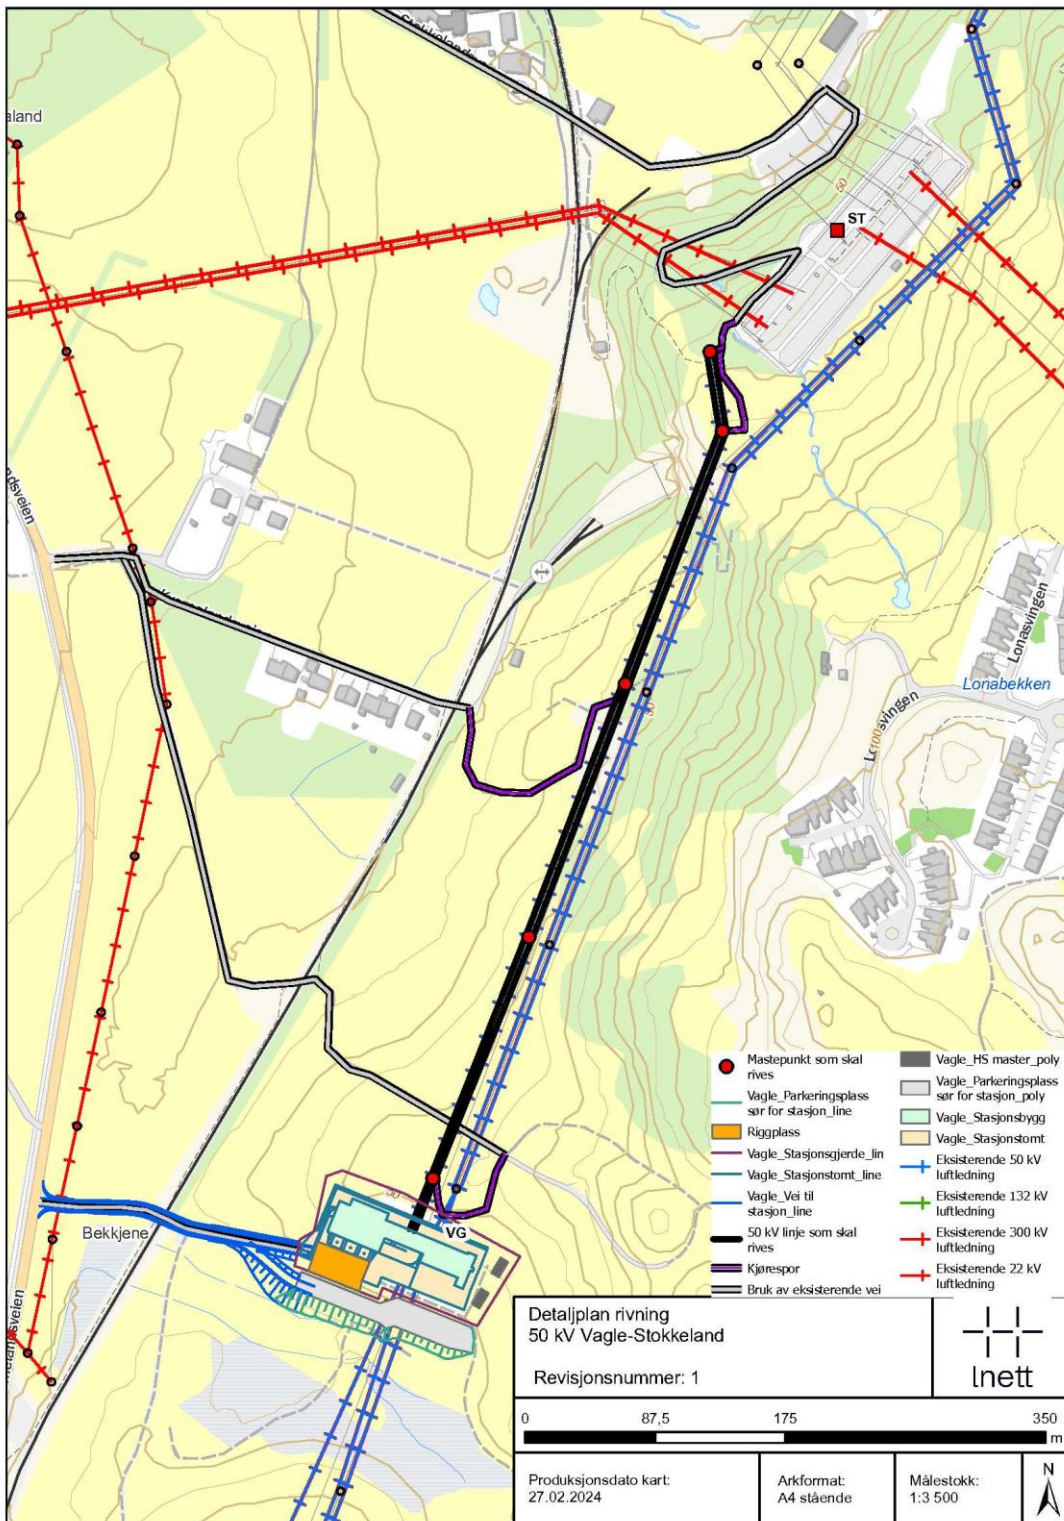 aland
ST
50
Lonasvingen
Lonabekken
100
50
Bekkjene
VG
50
Mastepunkt som skal
rives
Vagle_Parkeringsplass
sør for stasjon_line
Riggplass
Vagle_Stasjonsgjerde_lin
Vagle_Stasjonstomt_line
Vagle_Vei til
stasjon_line
50 kV linje som skal
rives
Kjørespor
Bruk av eksisterende vei
Vagle_HS master_poly
Vagle_Parkeringsplass
sør for stasjon_poly
Vagle_Stasjonsbygg
Vagle_Stasjonstomt
Eksisterende 50 kV
luftledning
Eksisterende 132 kV
luftledning
Eksisterende 300 kV
luftledning
Eksisterende 22 kV
luftledning
Detaljplan rivning
50 kV Vagle-Stokkeland
Revisjonsnummer: 1
lnett
0 87,5 175 350
m
Produksjonsdato kart:
27.02.2024
Arkformat:
A4 stående
Målestokk:
1:3 500
N